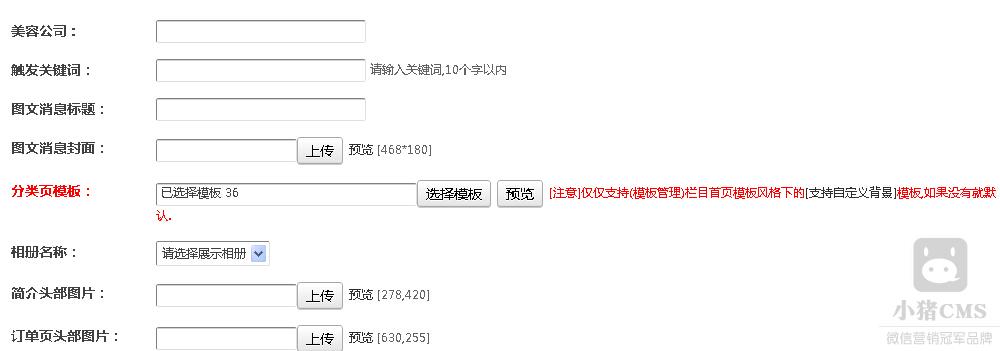 美容公司：
触发关键词： 请输入关键词,10个字以内
图文消息标题：
图文消息封面： 上传 预览 [468*180]
分类页模板： 已选择模板 36 选择模板 预览 [注意]仅仅支持(模板管理)栏目首页模板风格下的[支持自定义背景]模板,如果没有就默
认.
相册名称： 请选择展示相册
简介头部图片： 上传 预览 [278,420]
订单页头部图片： 上传 预览 [630,255]
小猪CMS
微信营销冠军品牌